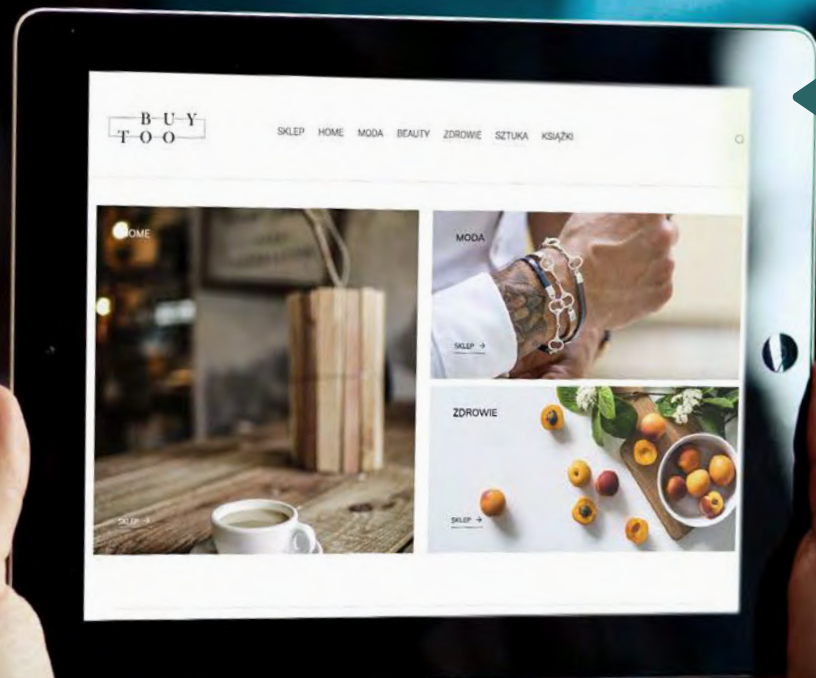 B U Y
T O O
SKLEP HOME MODA BEAUTY ZDROWIE SZTUKA KSIĄŻKI
HOME
SKLEP →
MODA
SKLEP →
ZDROWIE
SKLEP →